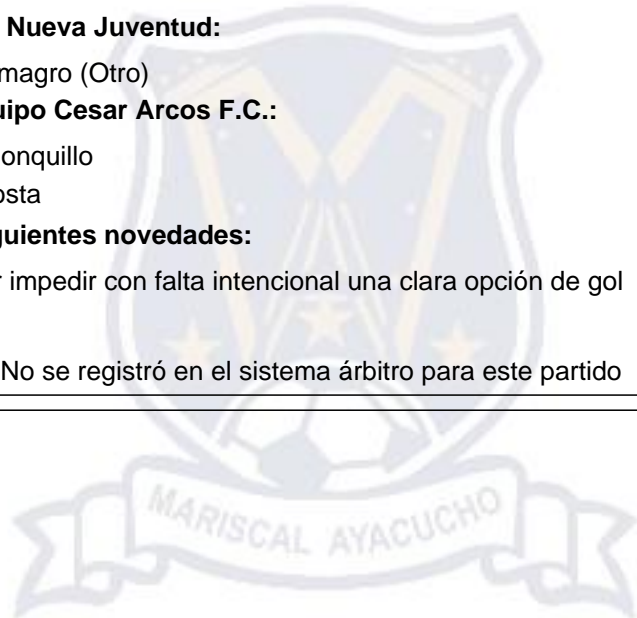 Nueva Juventud:
magro (Otro)
uipo Cesar Arcos F.C.:
onquillo
osta
guientes novedades:
r impedir con falta intencional una clara opción de gol
No se registró en el sistema árbitro para este partido
MARISCAL AYACUCHO